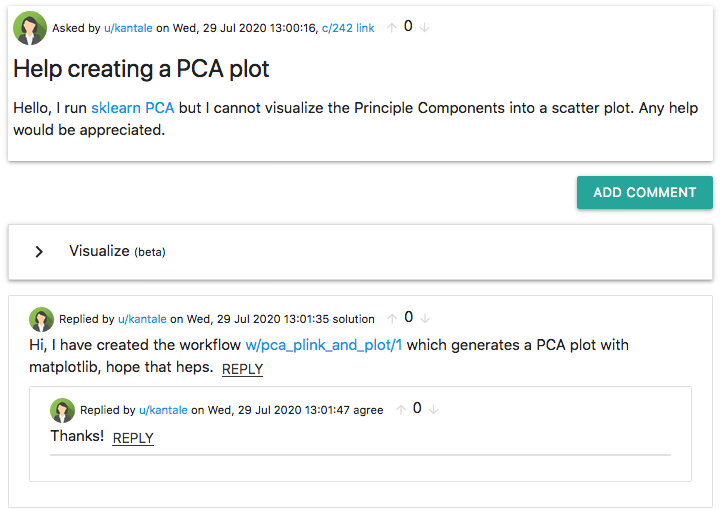 Asked by u/kantale on Wed, 29 Jul 2020 13:00:16, c/242 link ↑ 0 ↓
Help creating a PCA plot
Hello, I run sklearn PCA but I cannot visualize the Principle Components into a scatter plot. Any help
would be appreciated.
ADD COMMENT
Visualize (beta)
Replied by u/kantale on Wed, 29 Jul 2020 13:01:35 solution ↑ 0 ↓
Hi, I have created the workflow w/pca_plink_and_plot/1 which generates a PCA plot with
matplotlib, hope that heps. REPLY
Replied by u/kantale on Wed, 29 Jul 2020 13:01:47 agree ↑ 0 ↓
Thanks! REPLY